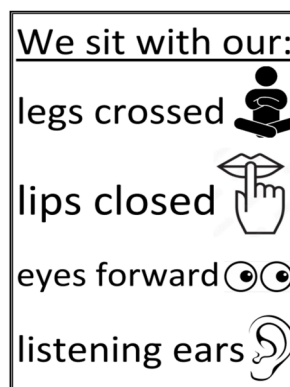 We sit with our:
legs crossed
lips closed
eyes forward
listening ears